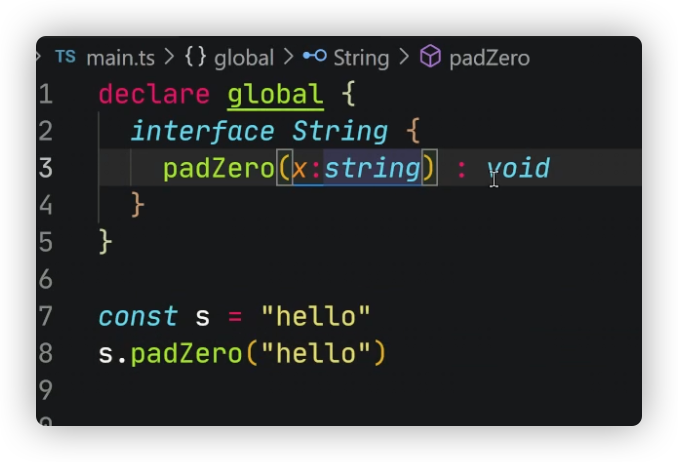 TS main.ts > {} global > String > padZero
1 declare global {
2 interface String {
3 padZero(x:string) : void
4 }
5 }
6
7 const s = "hello"
8 s.padZero("hello")
9